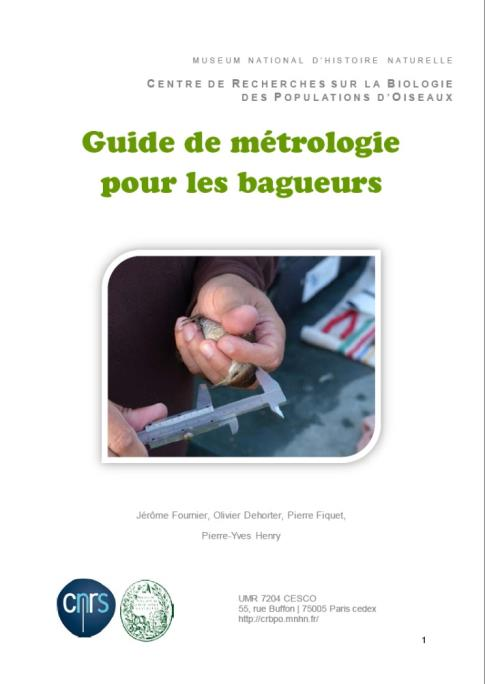 MUSEUM NATIONAL D'HISTOIRE NATURELLE
CENTRE DE RECHERCHES SUR LA BIOLOGIE
DES POPULATIONS D'OISEAUX
Guide de métrologie
pour les bagueurs
Jérôme Fournier, Olivier Dehorter, Pierre Fiquet,
Pierre-Yves Henry
cnrs
UMR 7204 CESCO
55, rue Buffon | 75005 Paris cedex
http://crbpo.mnhn.fr/
1